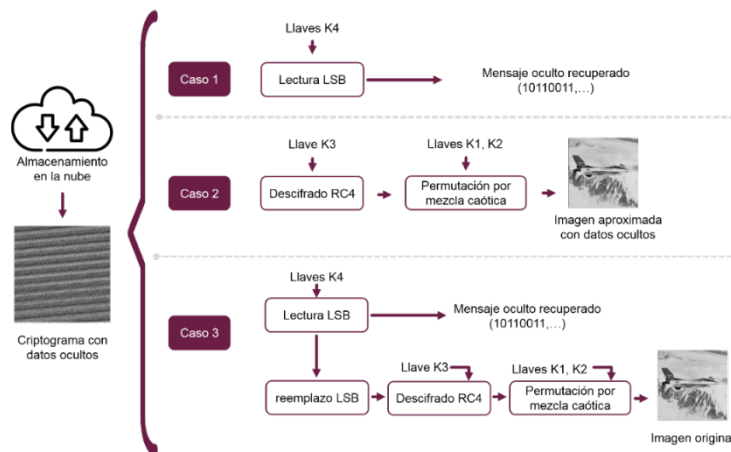 Almacenamiento
en la nube
Criptograma con
datos ocultos
Caso 1
Llaves K4
Lectura LSB
Mensaje oculto recuperado
(10110011,...)
Caso 2
Llave K3
Descifrado RC4
Llaves K1, K2
Permutación por
mezcla caótica
Imagen aproximada
con datos ocultos
Caso 3
Llaves K4
Lectura LSB
Mensaje oculto recuperado
(10110011,...)
reemplazo LSB
Llave K3
Descifrado RC4
Llaves K1, K2
Permutación por
mezcla caótica
Imagen origina